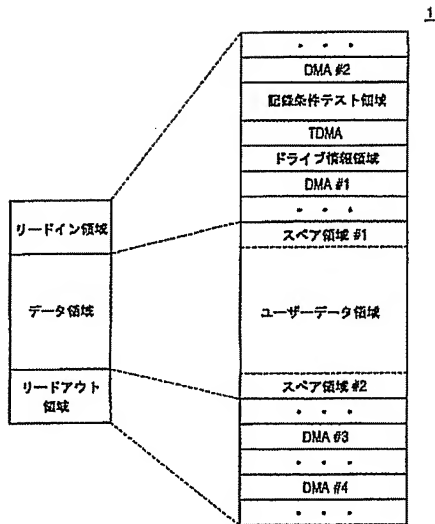 1
・ ・ ・
DMA #2
記録条件テスト領域
TDMA
ドライブ情報領域
DMA #1
・ ・ ・
スペア領域 #1
ユーザーデータ領域
スペア領域 #2
・ ・ ・
DMA #3
・ ・ ・
DMA #4
・ ・ ・
リードイン領域
データ領域
リードアウト
領域